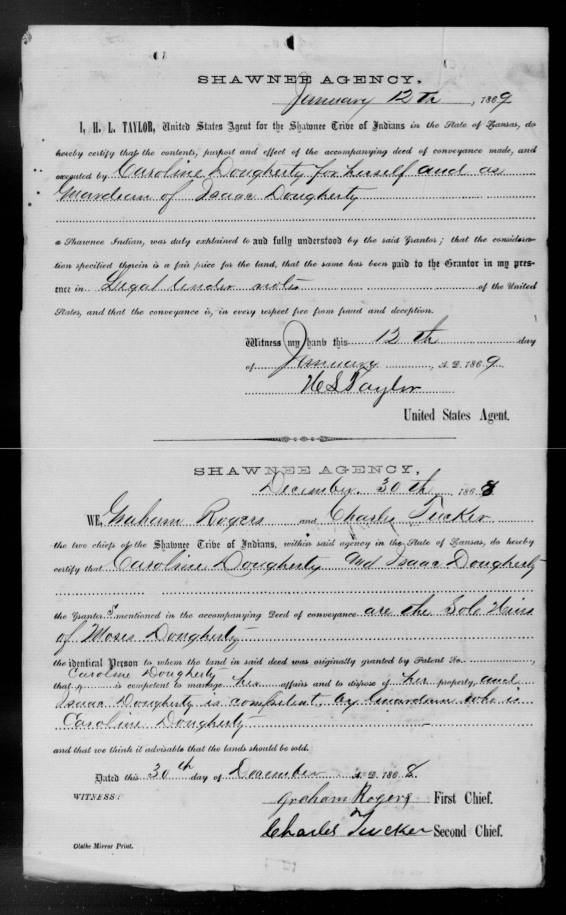 SHAWNEE AGENCY,
January 12th, 1869
I, H. L. TAYLOR, United States Agent for the Shawnee Tribe of Indians in the State of Kansas, do
hereby certify that the contents, purport and effect of the accompanying deed of conveyance made, and
executed by Caroline Dougherty for herself and as
Guardian of Isaac Dougherty
a Shawnee Indian, was duly explained to and fully understood by the said Grantor; that the considera-
tion specified therein is a fair price for the land, that the same has been paid to the Grantor in my pres-
ence in Legal tender notes of the United
States, and that the conveyance is, in every respect free from fraud and deception.
Witness my hand this 12th day
of January, A. D. 1869.
H L Taylor
United States Agent.
SHAWNEE AGENCY,
December. 30th 1868
WE, Graham Rogers and Charles Tucker
the two chiefs of the Shawnee Tribe of Indians, within said agency in the State of Kansas, do hereby
certify that Caroline Dougherty and Isaac Dougherty
the Grantor s mentioned in the accompanying Deed of conveyance are the Sole Heirs
of Moses Dougherty
the identical Person to whom the land in said deed was originally granted by Patent No.
Caroline Dougherty
that is competent to manage her affairs and to dispose of her property, and
Isaac Dougherty is competent, by Guardian who is
Caroline Dougherty
and that we think it advisable that the lands should be sold.
Dated this 30th day of December A. D. 1868.
WITNESS:
Graham Rogers First Chief.
Charles Tucker Second Chief.
Olathe Mirror Print.